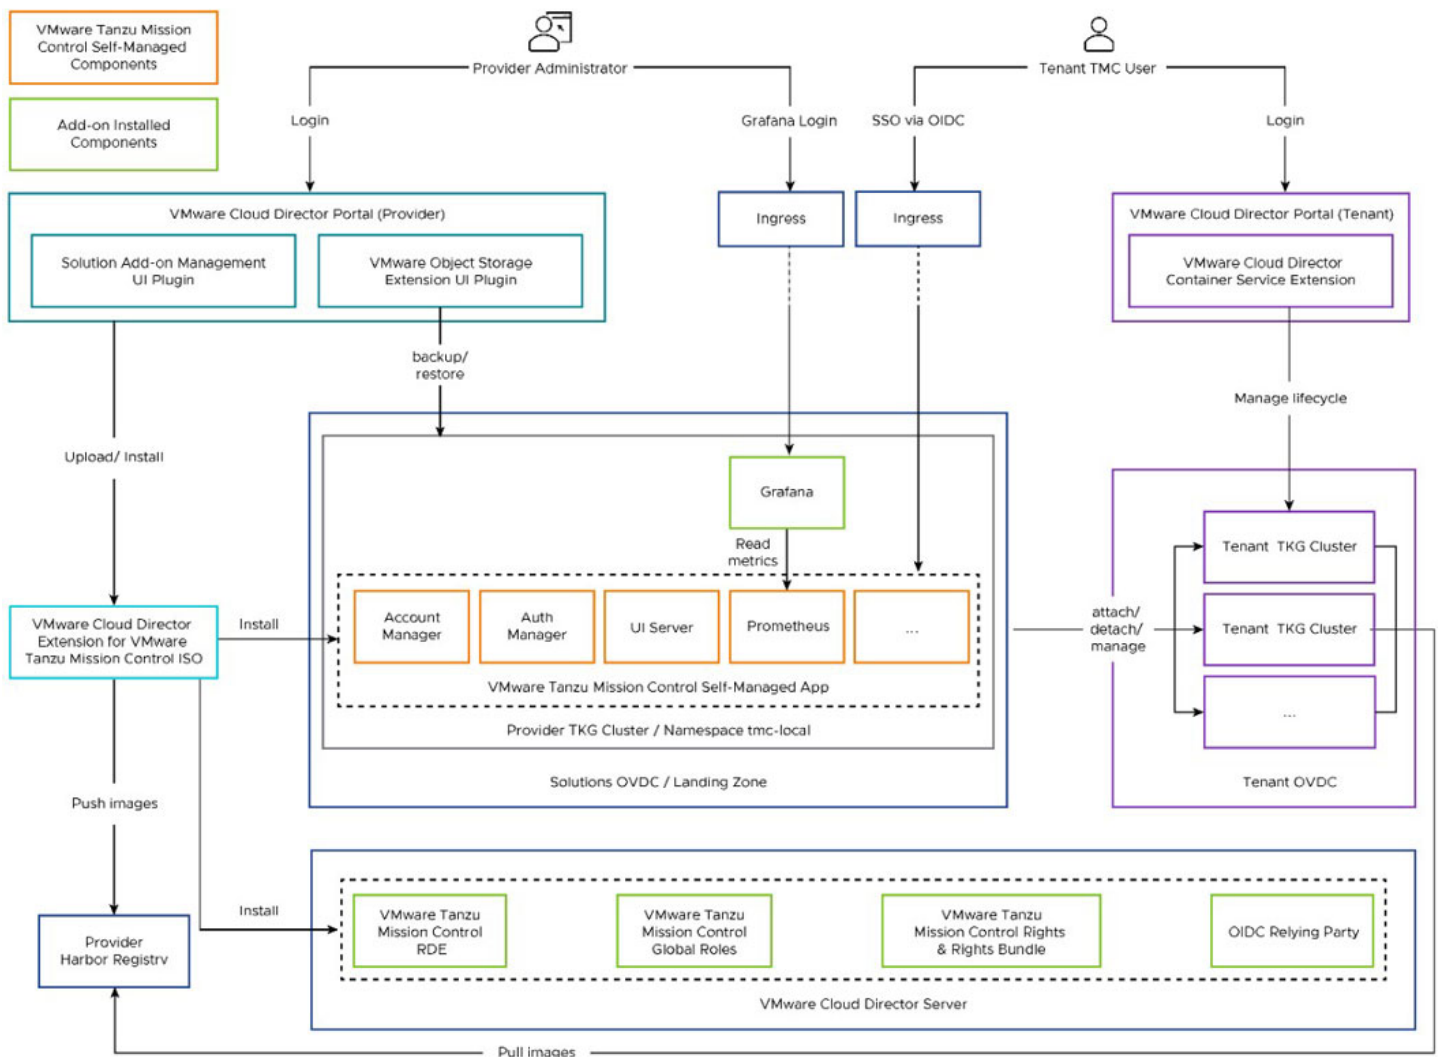 VMware Tanzu Mission
Control Self-Managed
Components
Add-on Installed
Components
Provider Administrator
Tenant TMC User
Login
Grafana Login
SSO via OIDC
Login
VMware Cloud Director Portal (Provider)
Solution Add-on Management
UI Plugin
VMware Object Storage
Extension UI Plugin
Ingress
Ingress
VMware Cloud Director Portal (Tenant)
VMware Cloud Director
Container Service Extension
backup/
restore
Manage lifecycle
Upload/ Install
Grafana
Read
metrics
Tenant TKG Cluster
Tenant TKG Cluster
...
Tenant OVDC
attach/
detach/
manage
VMware Cloud Director
Extension for VMware
Tanzu Mission Control ISO
Install
Account
Manager
Auth
Manager
UI Server
Prometheus
...
VMware Tanzu Mission Control Self-Managed App
Provider TKG Cluster / Namespace tmc-local
Solutions OVDC / Landing Zone
Push images
Install
Provider
Harbor Registry
VMware Tanzu
Mission Control
RDE
VMware Tanzu
Mission Control
Global Roles
VMware Tanzu
Mission Control Rights
& Rights Bundle
OIDC Relying Party
VMware Cloud Director Server
Pull images